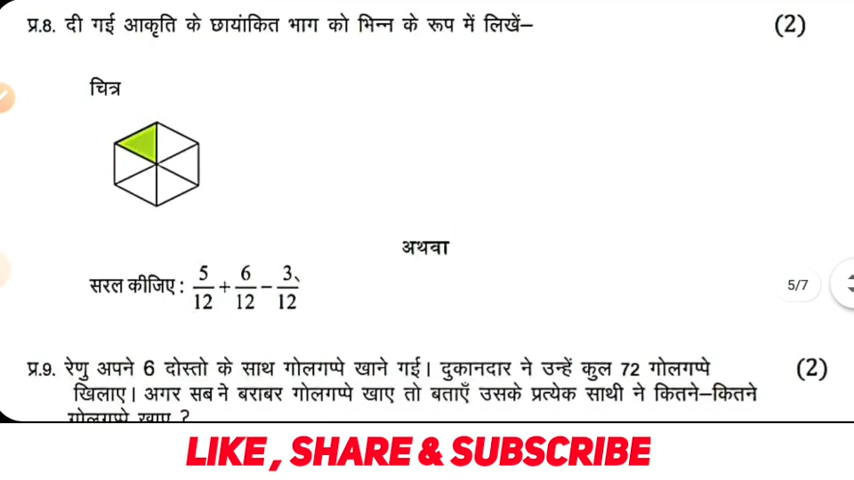 प्र.8. दी गई आकृति के छायांकित भाग को भिन्न के रूप में लिखें– (2)
चित्र
अथवा
सरल कीजिए : 5/12 + 6/12 − 3/12
5/7
प्र.9. रेणु अपने 6 दोस्तो के साथ गोलगप्पे खाने गई। दुकानदार ने उन्हें कुल 72 गोलगप्पे (2)
खिलाए। अगर सब ने बराबर गोलगप्पे खाए तो बताएँ उसके प्रत्येक साथी ने कितने–कितने
गोलगप्पे खाए ?
LIKE , SHARE & SUBSCRIBE